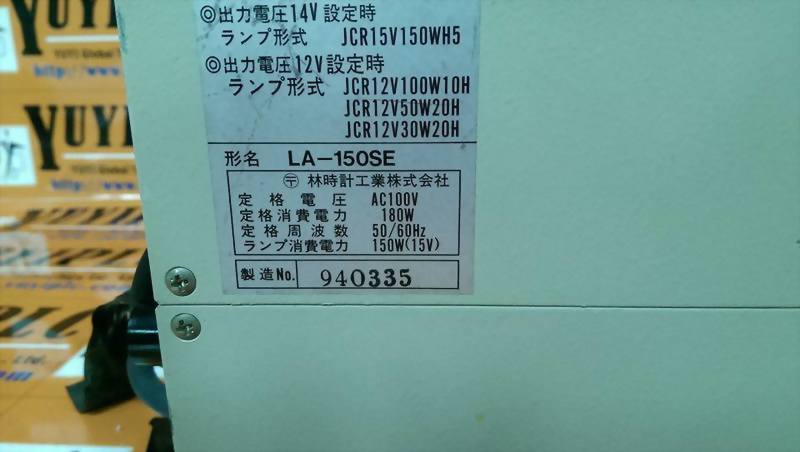 ◎出力電圧14V設定時
ランプ形式 JCR15V150WH5
◎出力電圧12V設定時
ランプ形式 JCR12V100W10H
JCR12V50W20H
JCR12V30W20H
形名 LA-150SE
〒 林時計工業株式会社
定格電圧 AC100V
定格消費電力 180W
定格周波数 50/60Hz
ランプ消費電力 150W(15V)
製造No. 940335